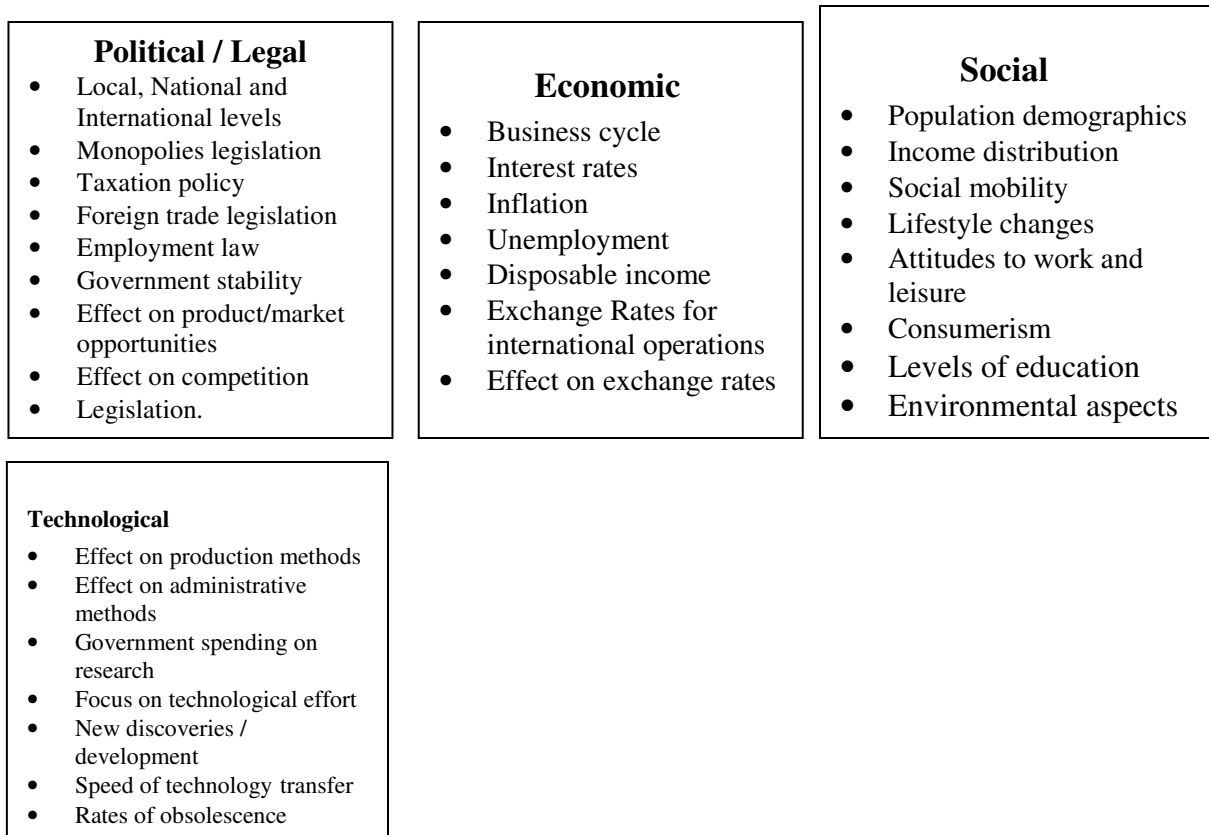 Political / Legal
• Local, National and
International levels
• Monopolies legislation
• Taxation policy
• Foreign trade legislation
• Employment law
• Government stability
• Effect on product/market
opportunities
• Effect on competition
• Legislation.
Economic
• Business cycle
• Interest rates
• Inflation
• Unemployment
• Disposable income
• Exchange Rates for
international operations
• Effect on exchange rates
Social
• Population demographics
• Income distribution
• Social mobility
• Lifestyle changes
• Attitudes to work and
leisure
• Consumerism
• Levels of education
• Environmental aspects
Technological
• Effect on production methods
• Effect on administrative
methods
• Government spending on
research
• Focus on technological effort
• New discoveries /
development
• Speed of technology transfer
• Rates of obsolescence